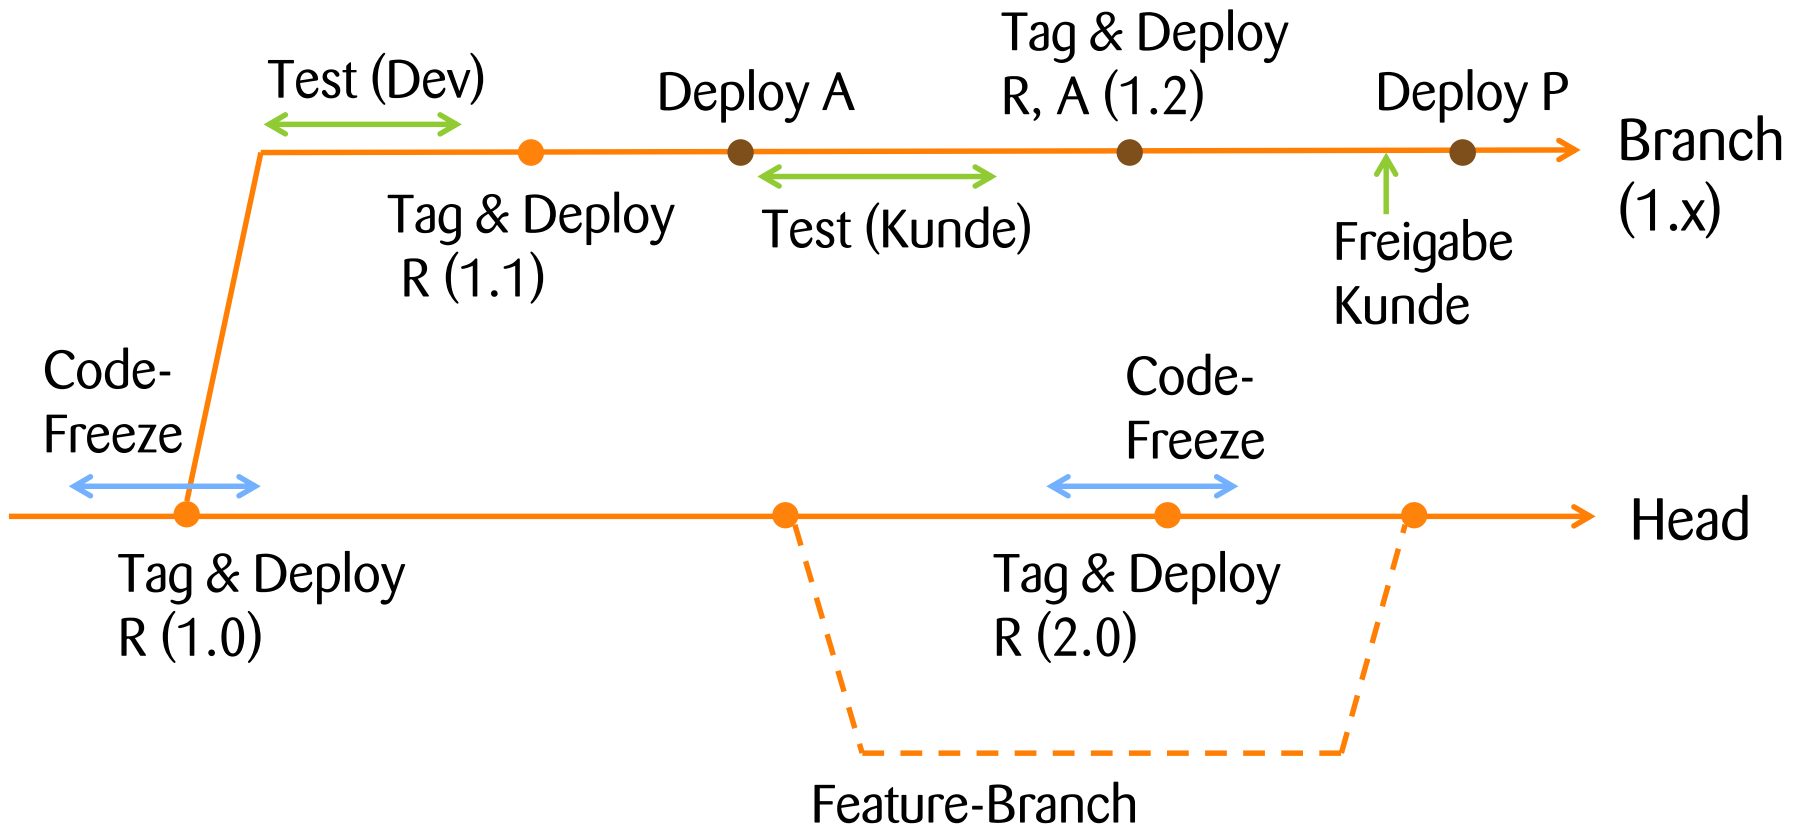 Test (Dev)
Deploy A
Tag & Deploy
R, A (1.2)
Deploy P
Branch
(1.x)
Tag & Deploy
R (1.1)
Test (Kunde)
Freigabe
Kunde
Code-
Freeze
Code-
Freeze
Head
Tag & Deploy
R (1.0)
Tag & Deploy
R (2.0)
Feature-Branch